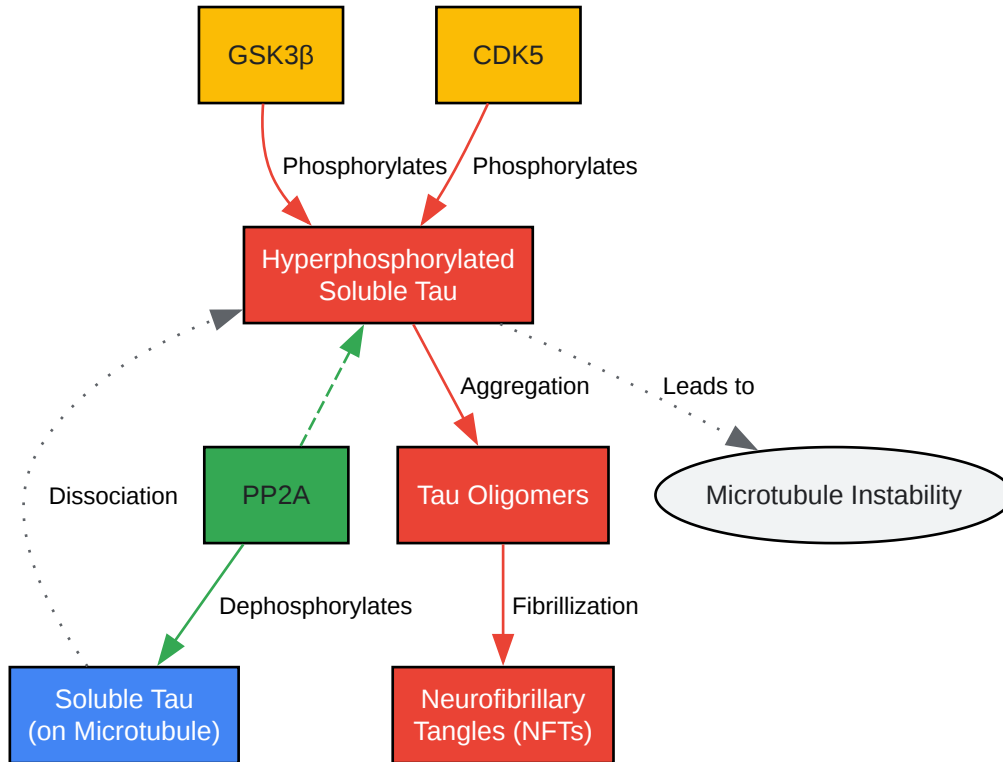 GSK3β
CDK5
Phosphorylates
Phosphorylates
Hyperphosphorylated
Soluble Tau
Aggregation
Leads to
Dissociation
PP2A
Tau Oligomers
Microtubule Instability
Dephosphorylates
Fibrillization
Soluble Tau
(on Microtubule)
Neurofibrillary
Tangles (NFTs)